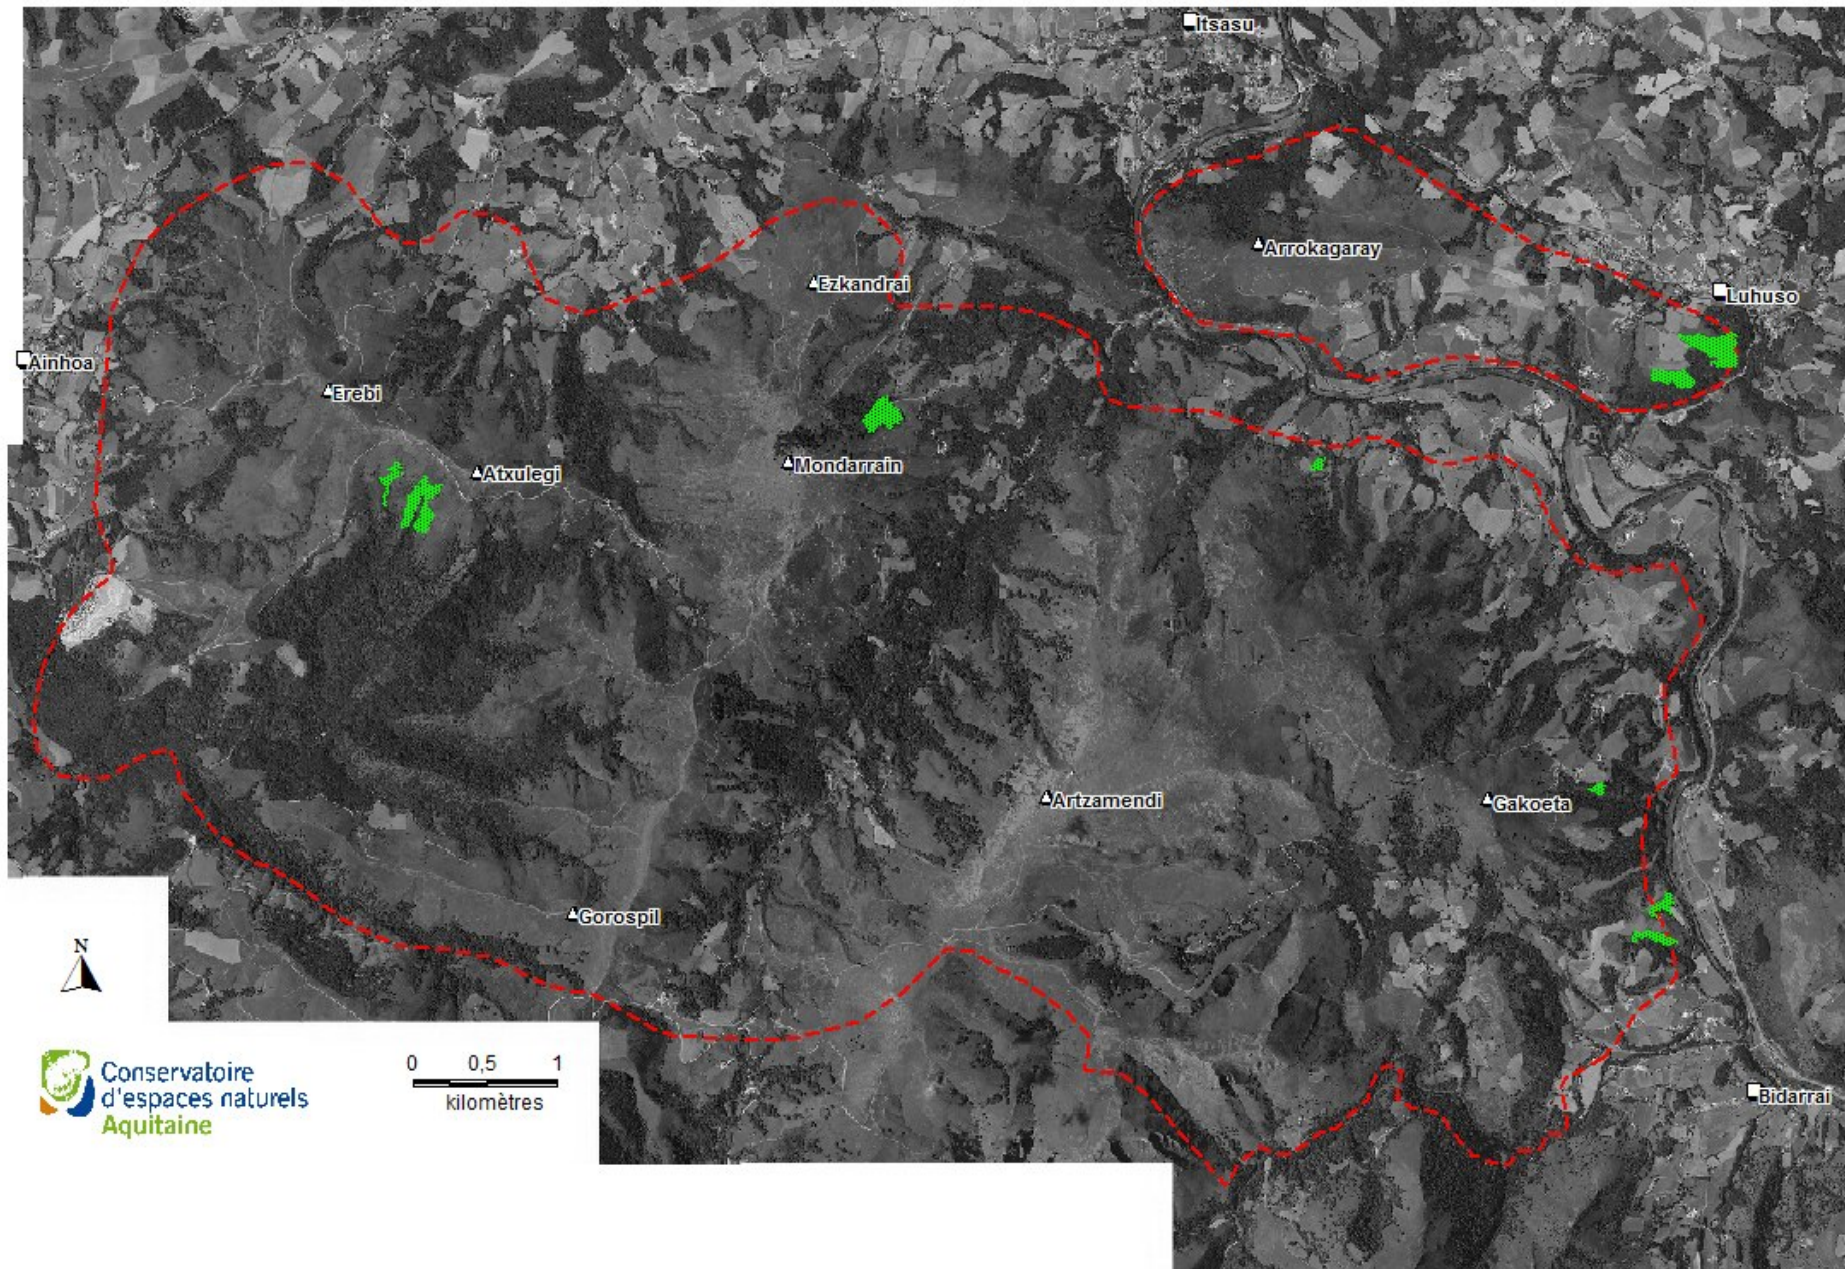 Itsasu
Arrokagaray
Ezkandrai
Luhuso
Ainhoa
Erebi
Atxulegi
Mondarrain
Artzamendi
Gakoeta
Gorospil
N
Conservatoire
d'espaces naturels
Aquitaine
0 0,5 1
kilomètres
Bidarrai